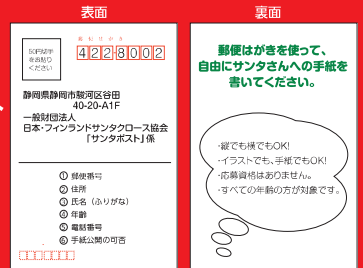 表面
50円切手
をお貼り
ください
422-8002
静岡県静岡市駿河区谷田
40-20-A1F
一般財団法人
日本・フィンランドサンタクロース協会
「サンタポスト」係
① 郵便番号
② 住所
③ 氏名（ふりがな）
④ 年齢
⑤ 電話番号
⑥ 手紙公開の可否
裏面
郵便はがきを使って、
自由にサンタさんへの手紙を
書いてください。
・縦でも横でもOK!
・イラストでも、手紙でもOK!
・応募資格はありません。
・すべての年齢の方が対象です。